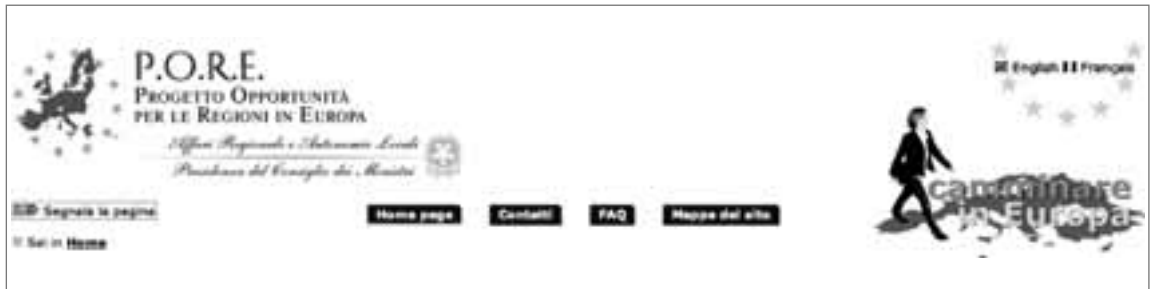 P.O.R.E.
PROGETTO OPPORTUNITÀ
PER LE REGIONI IN EUROPA
Affari Regionali e Autonomie Locali
Presidenza del Consiglio dei Ministri
English Français
camminare
in Europa
Segnala la pagina
Home page Contatti FAQ Mappa del sito
Sei in Home